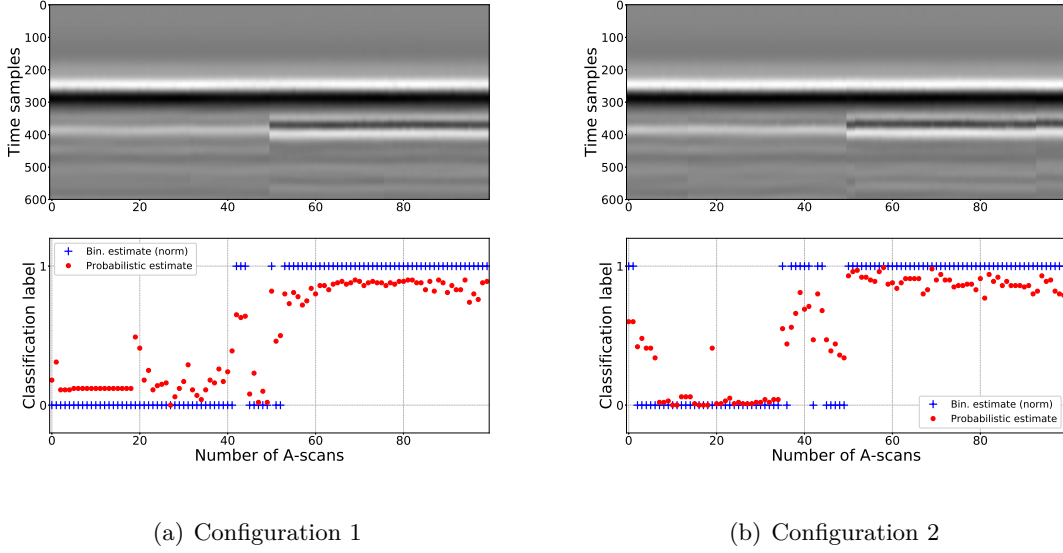 0
100
200
300
400
500
600
Time samples
0 20 40 60 80
1
0
Classification label
Bin. estimate (norm)
Probabilistic estimate
0 20 40 60 80
Number of A-scans
(a) Configuration 1
0
100
200
300
400
500
600
Time samples
0 20 40 60 80
1
0
Classification label
Bin. estimate (norm)
Probabilistic estimate
0 20 40 60 80
Number of A-scans
(b) Configuration 2